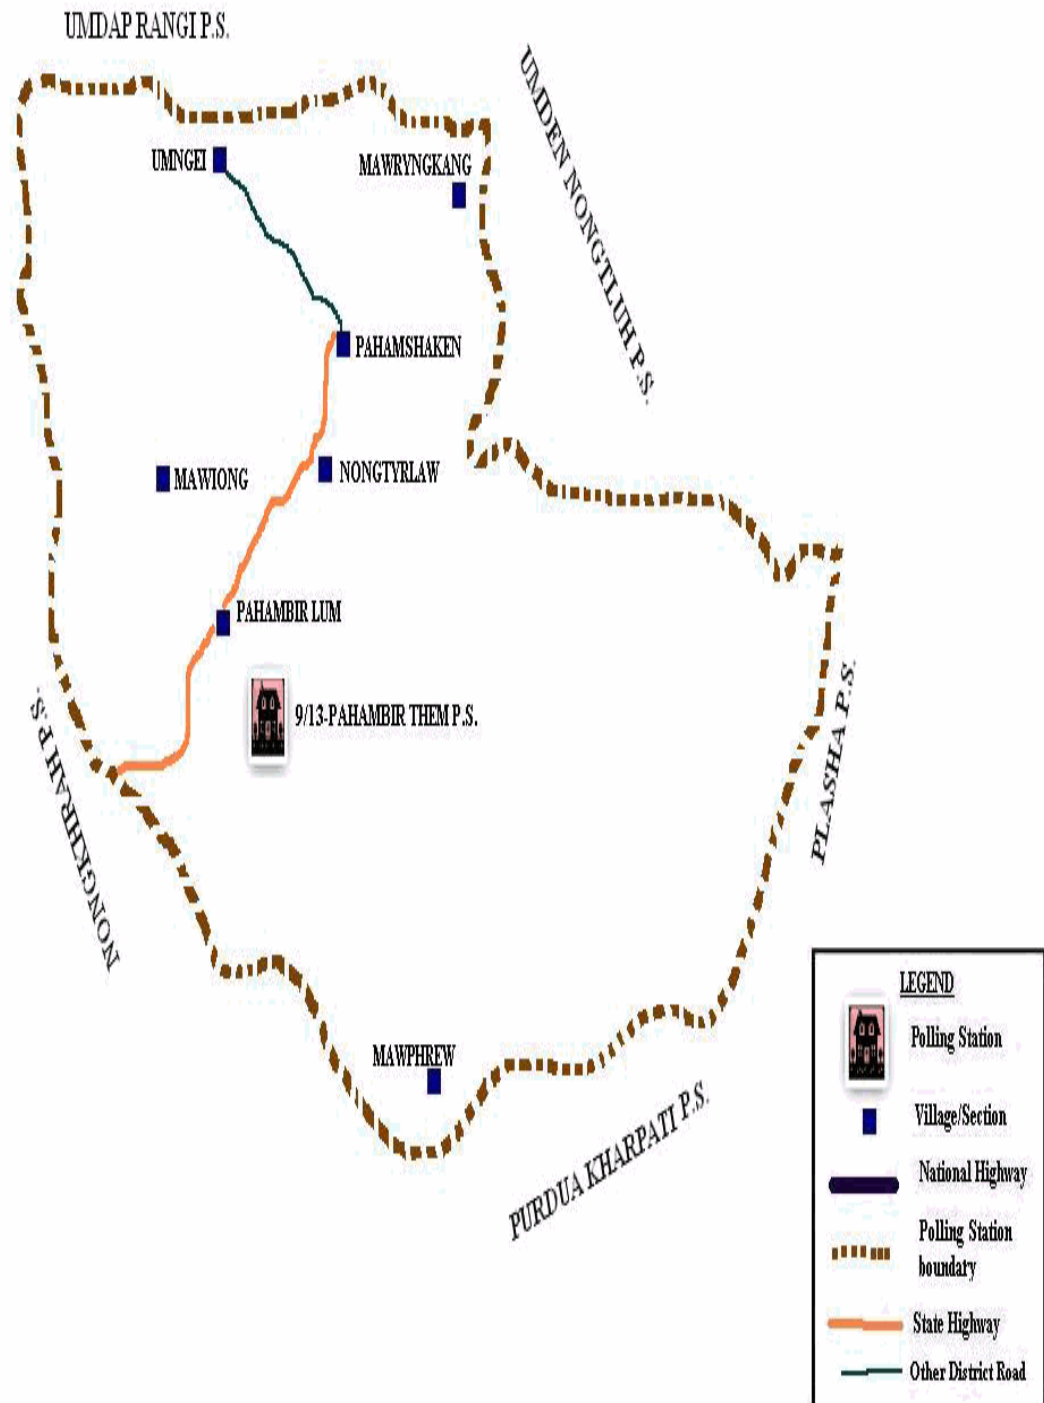 UMDAP RANGI P.S.
UMDEN NONGTLUH P.S.
UMNGEI
MAWRYNGKANG
PAHAMSHAKEN
MAWIONG
NONGTYRLAW
PAHAMBIR LUM
9/13-PAHAMBIR THEM P.S.
NONGKHRAH P.S.
PLASHA P.S.
MAWPHREW
PURDUA KHARPATI P.S.
LEGEND
Polling Station
Village/Section
National Highway
Polling Station
boundary
State Highway
Other District Road